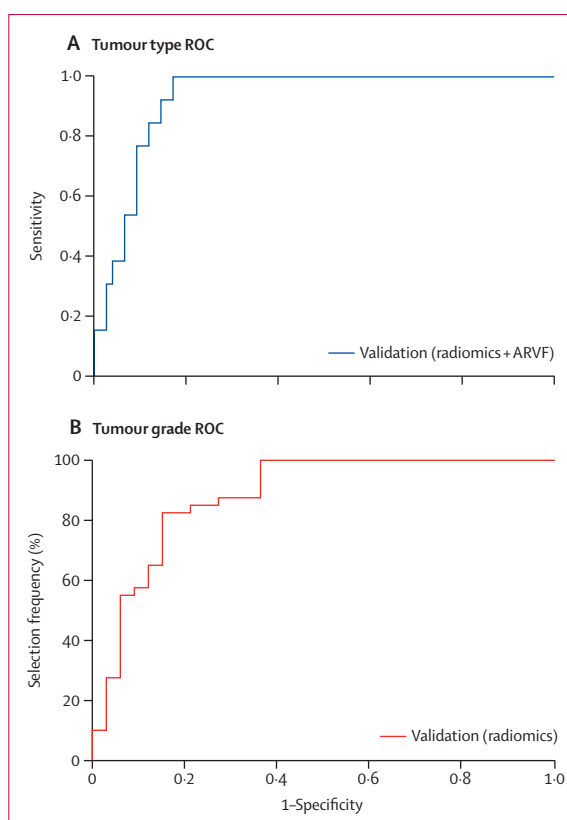 A Tumour type ROC
1·0
0·8
0·6
0·4
0·2
0
Sensitivity
Validation (radiomics + ARVF)
B Tumour grade ROC
100
80
60
40
20
0
Selection frequency (%)
Validation (radiomics)
0 0·2 0·4 0·6 0·8 1·0
1–Specificity